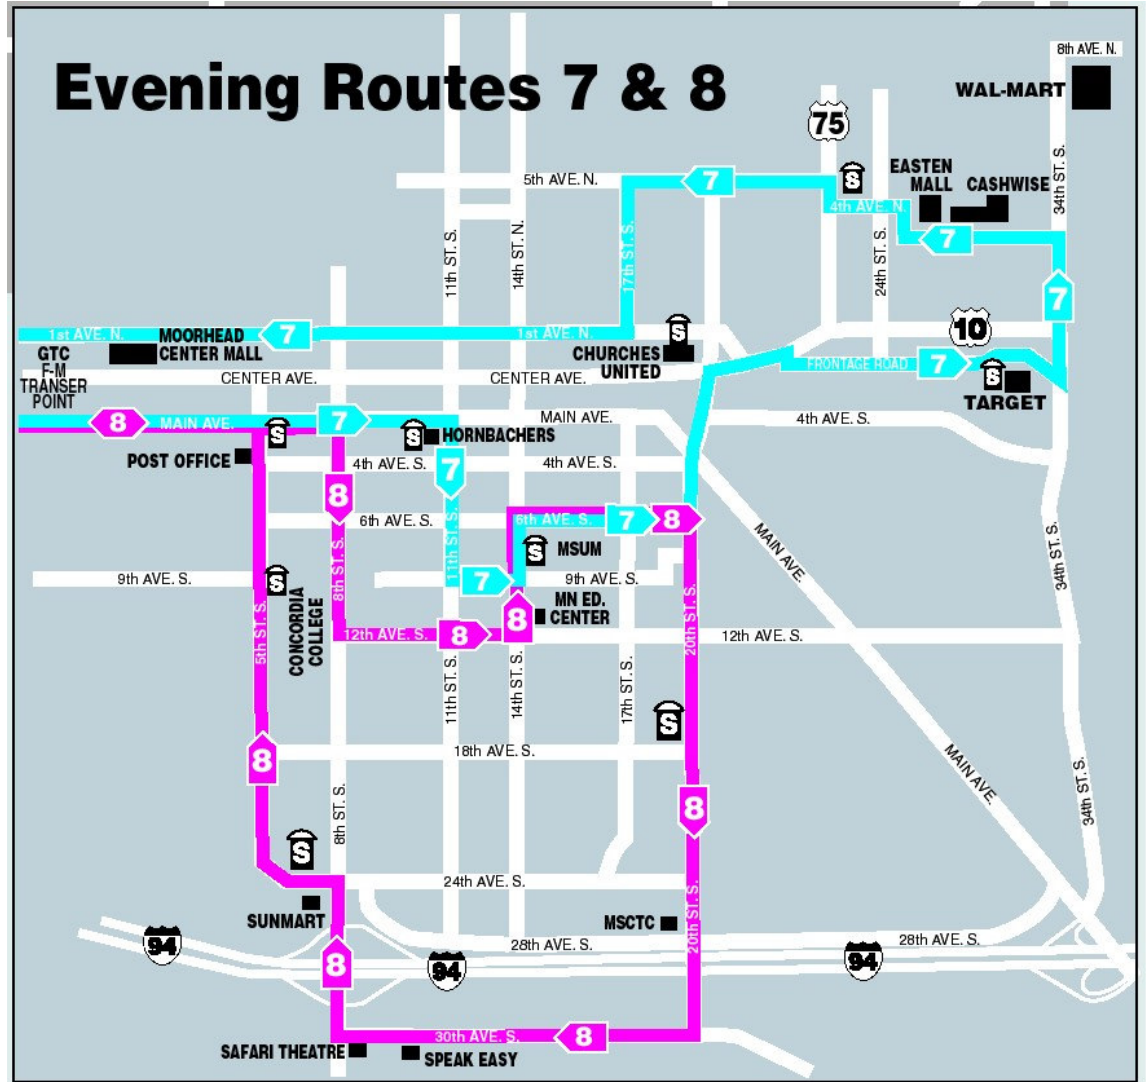 Evening Routes 7 & 8
8th AVE. N.
WAL-MART
75
S
EASTEN
MALL
CASHWISE
5th AVE. N.
7
4th AVE. N.
34th ST. S.
11th ST. S.
14th ST. N.
17th ST. S.
24th ST. S.
7
7
1st AVE. N.
MOORHEAD
CENTER MALL
7
1st AVE. N.
S
10
GTC
F-M
TRANSER
POINT
CHURCHES
UNITED
FRONTAGE ROAD
7
S
TARGET
CENTER AVE.
CENTER AVE.
8
MAIN AVE.
S
7
S
HORNBACHERS
MAIN AVE.
4th AVE. S.
POST OFFICE
4th AVE. S.
7
4th AVE. S.
8
6th AVE. S.
6th AVE. S.
7
8
S
MSUM
MAIN AVE.
34th ST. S.
8th ST. S.
11th ST. S.
9th AVE. S.
S
7
9th AVE. S.
MN ED.
CENTER
CONCORDIA
COLLEGE
5th ST. S.
12th AVE. S.
8
8
20th ST. S.
12th AVE. S.
11th ST. S.
14th ST. S.
17th ST. S.
S
8
18th AVE. S.
MAIN AVE.
8
34th ST. S.
8th ST. S.
S
24th AVE. S.
SUNMART
MSCTC
20th ST. S.
94
28th AVE. S.
28th AVE. S.
8
94
94
30th AVE. S.
8
SAFARI THEATRE
SPEAK EASY